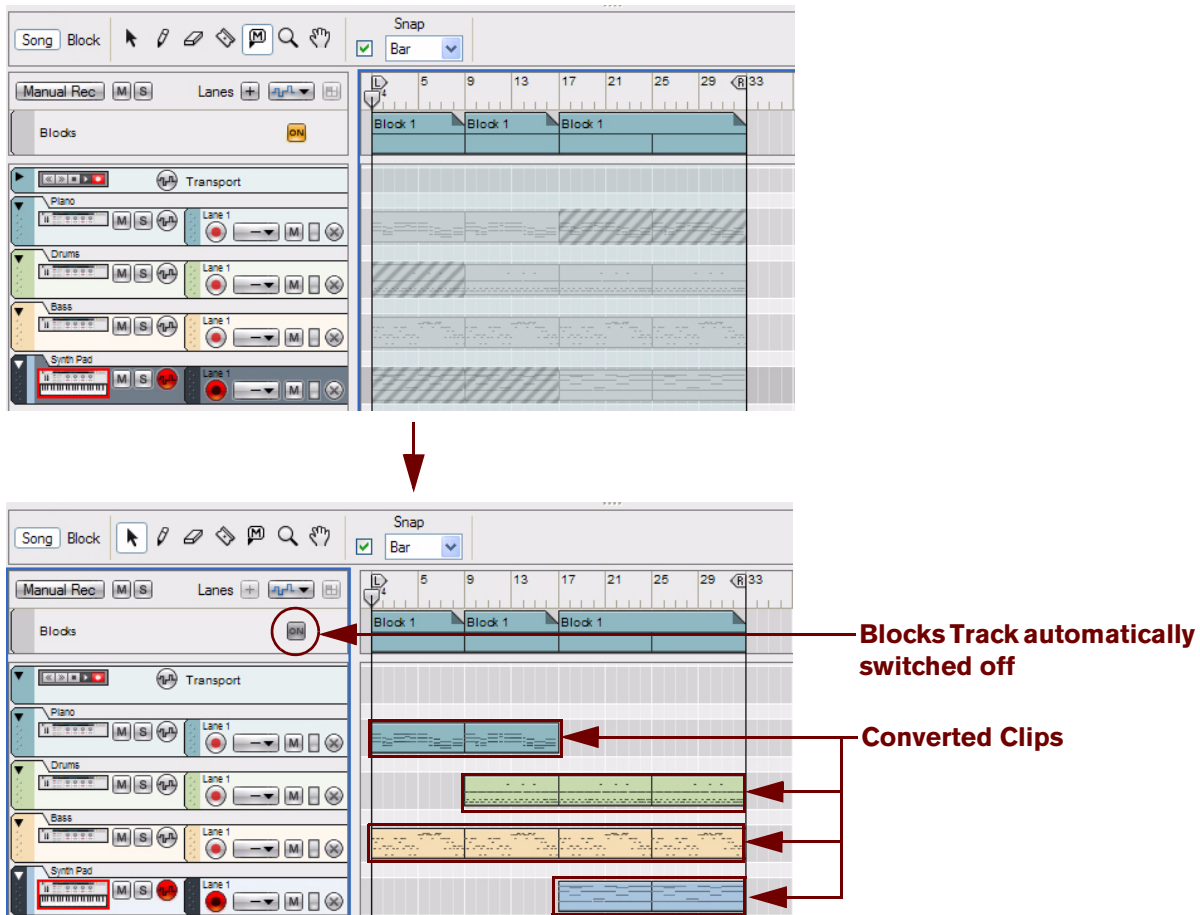 Snap
Song Block M Bar
Manual Rec M S Lanes +
L 5 9 13 17 21 25 29 R 33
4
Blocks ON
Block 1 Block 1 Block 1
Transport
Piano
M S Lane 1 M
Drums
M S Lane 1 M
Bass
M S Lane 1 M
Synth Pad
M S Lane 1 M
Snap
Song Block M Bar
Manual Rec M S Lanes +
L 5 9 13 17 21 25 29 R 33
4
Blocks ON
Block 1 Block 1 Block 1
Blocks Track automatically
switched off
Transport
Piano
M S Lane 1 M
Converted Clips
Drums
M S Lane 1 M
Bass
M S Lane 1 M
Synth Pad
M S Lane 1 M